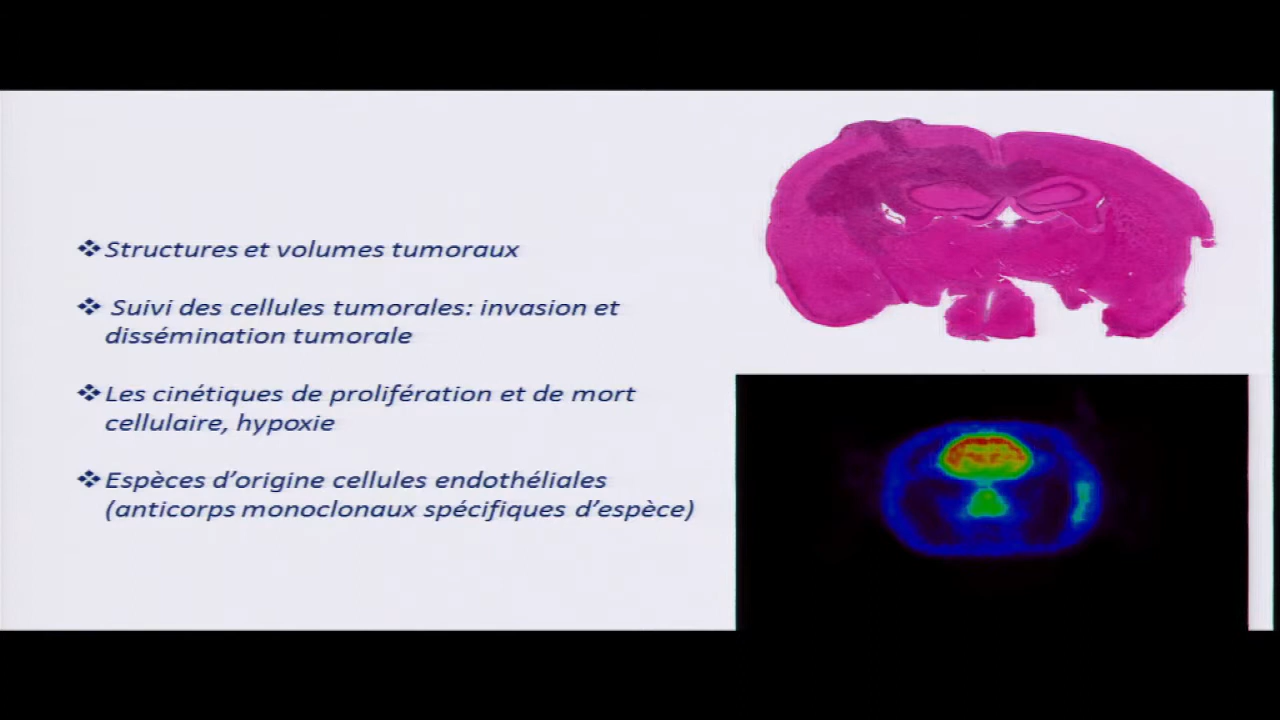 ❖Structures et volumes tumoraux
❖ Suivi des cellules tumorales: invasion et
dissémination tumorale
❖Les cinétiques de prolifération et de mort
cellulaire, hypoxie
❖Espèces d’origine cellules endothéliales
(anticorps monoclonaux spécifiques d’espèce)